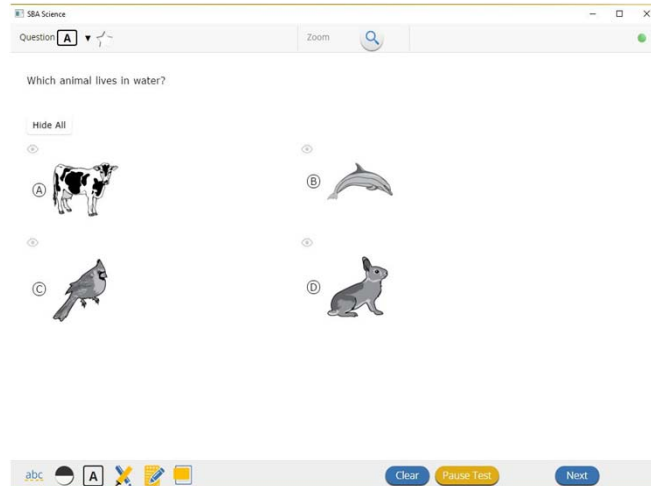 SBA Science
Question A
Zoom
Which animal lives in water?
Hide All
A
B
C
D
abc
A
Clear
Pause Test
Next